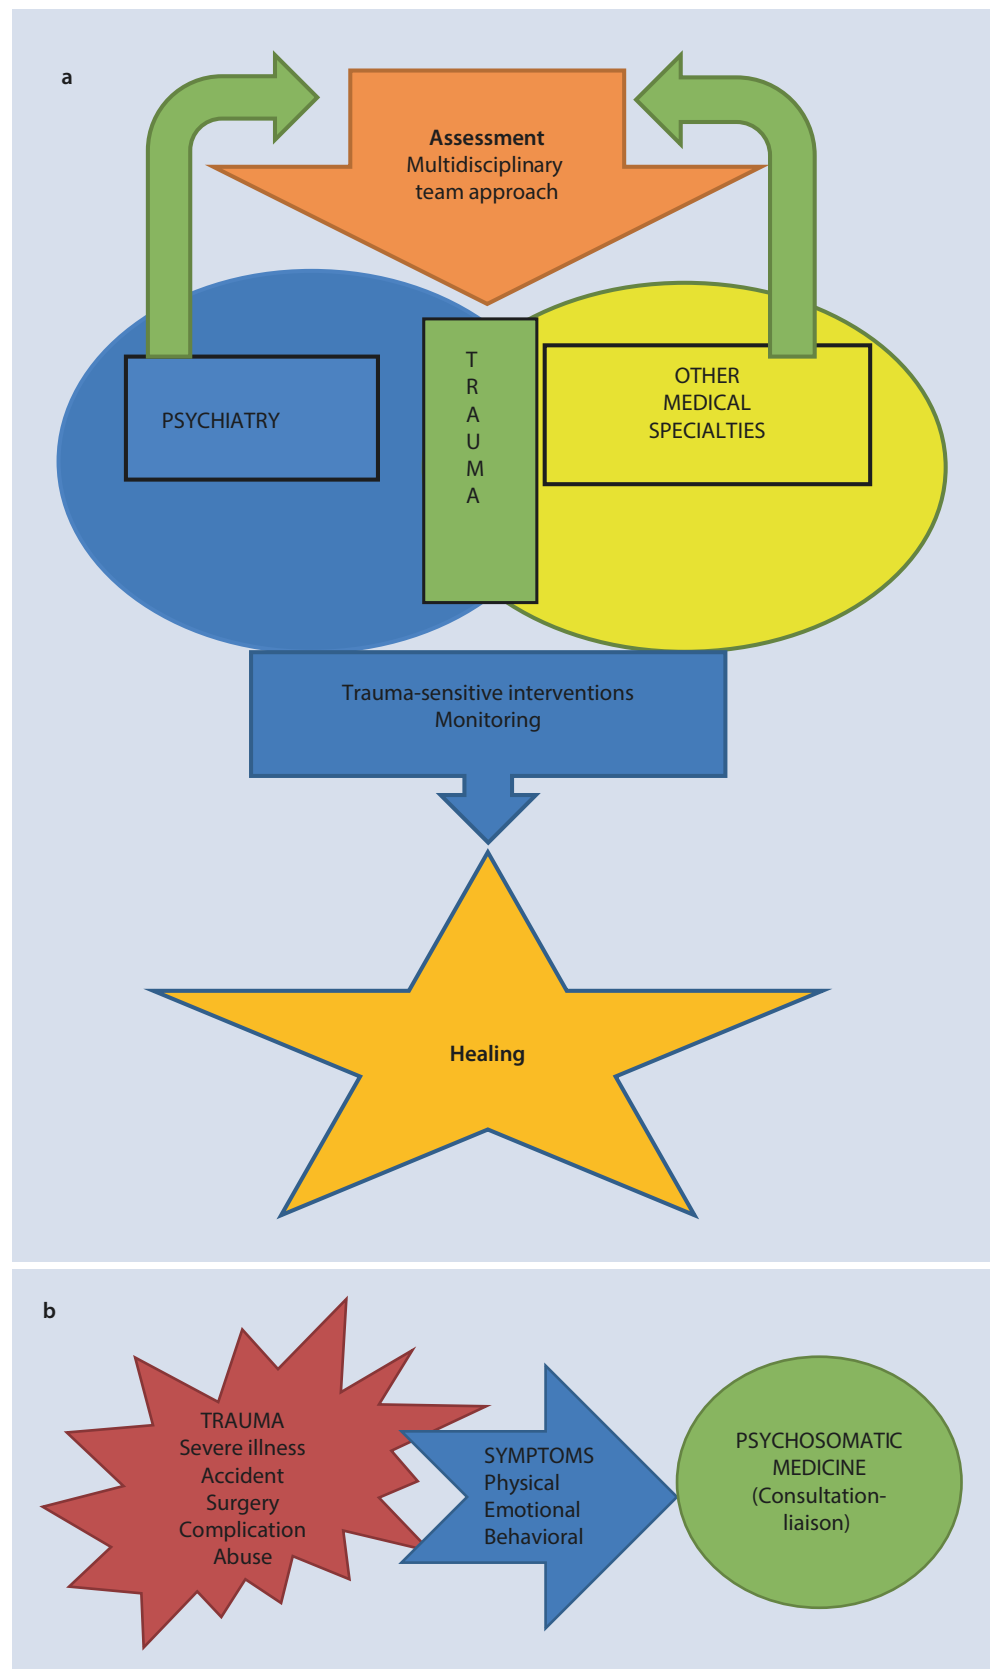 a
Assessment
Multidisciplinary
team approach
PSYCHIATRY
T
R
A
U
M
A
OTHER
MEDICAL
SPECIALTIES
Trauma-sensitive interventions
Monitoring
Healing
b
TRAUMA
Severe illness
Accident
Surgery
Complication
Abuse
SYMPTOMS
Physical
Emotional
Behavioral
PSYCHOSOMATIC
MEDICINE
(Consultation-
liaison)